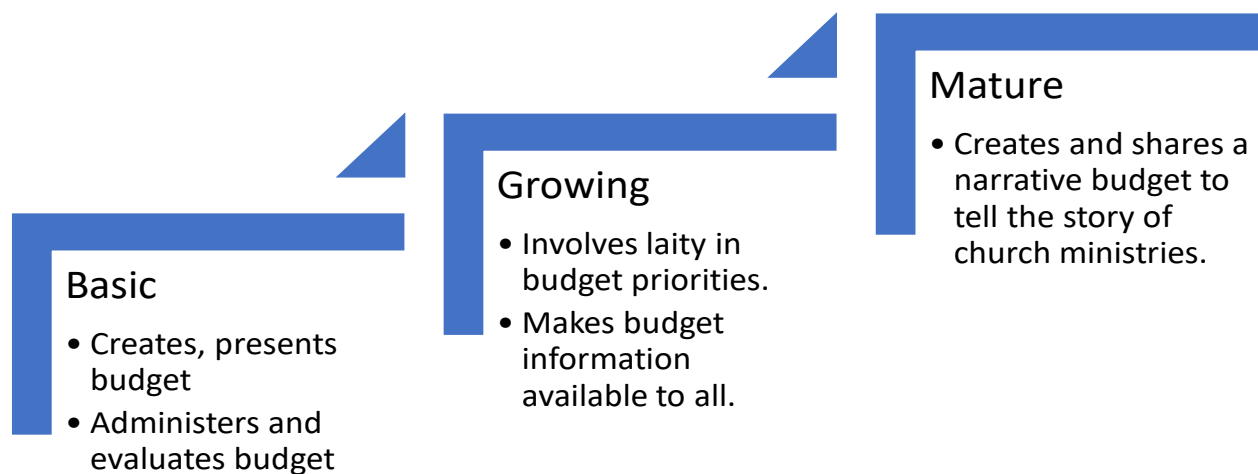 Basic
• Creates, presents
budget
• Administers and
evaluates budget
Growing
• Involves laity in
budget priorities.
• Makes budget
information
available to all.
Mature
• Creates and shares a
narrative budget to
tell the story of
church ministries.